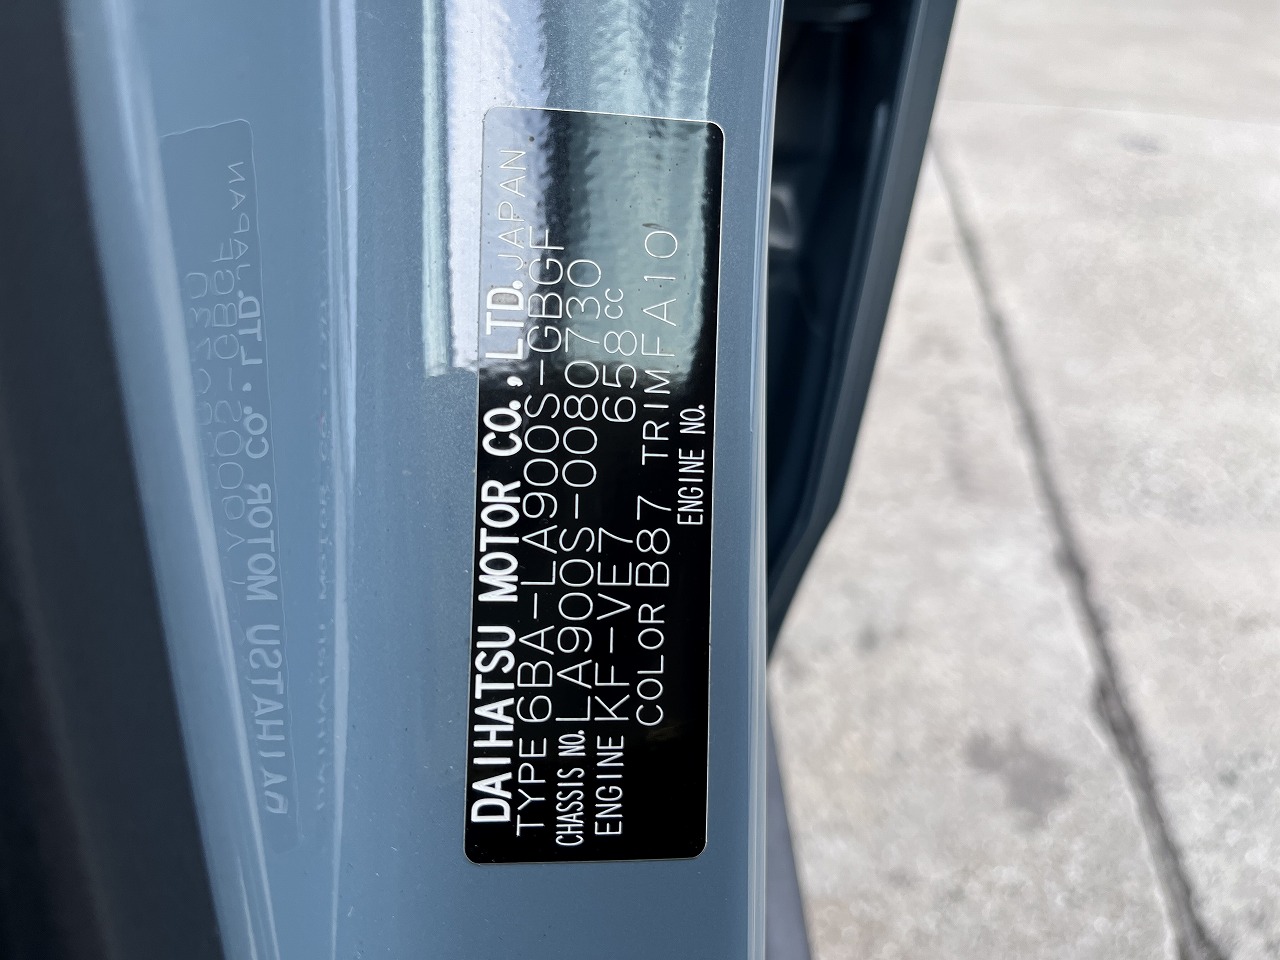 DAIHATSU MOTOR CO., LTD. JAPAN
TYPE 6BA-LA900S-GBGF
CHASSIS NO. LA900S-0080730
ENGINE KF-VE7 658cc
COLOR B87 TRIM FA10
ENGINE NO.